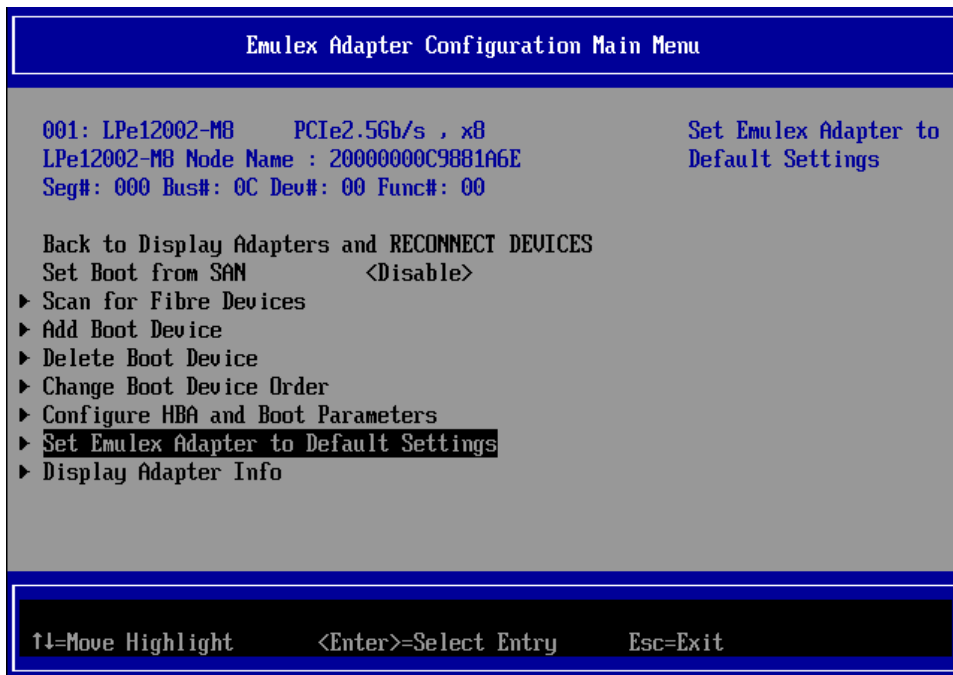 Emulex Adapter Configuration Main Menu
001: LPe12002-M8 PCIe2.5Gb/s , x8
LPe12002-M8 Node Name : 20000000C9881A6E
Seg#: 000 Bus#: 0C Dev#: 00 Func#: 00
Set Emulex Adapter to
Default Settings
Back to Display Adapters and RECONNECT DEVICES
Set Boot from SAN <Disable>
▶ Scan for Fibre Devices
▶ Add Boot Device
▶ Delete Boot Device
▶ Change Boot Device Order
▶ Configure HBA and Boot Parameters
▶ Set Emulex Adapter to Default Settings
▶ Display Adapter Info
↑↓=Move Highlight <Enter>=Select Entry Esc=Exit